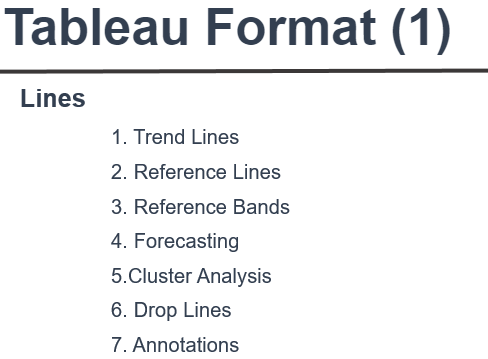 Tableau Format (1)
Lines
1. Trend Lines
2. Reference Lines
3. Reference Bands
4. Forecasting
5.Cluster Analysis
6. Drop Lines
7. Annotations